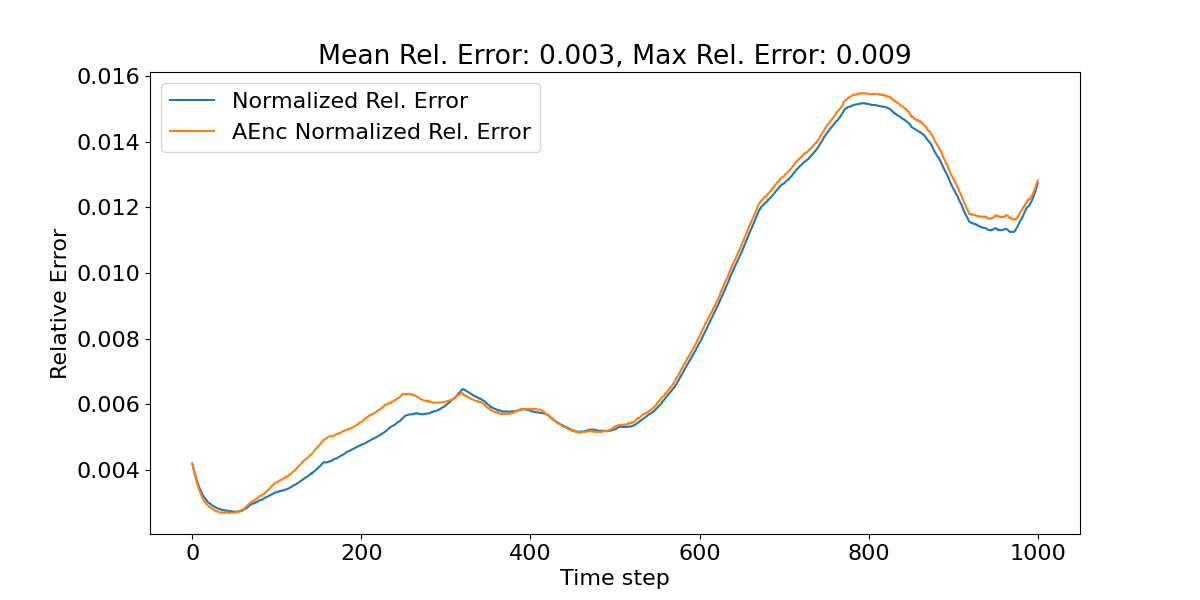 Mean Rel. Error: 0.003, Max Rel. Error: 0.009
Normalized Rel. Error
AEnc Normalized Rel. Error
Relative Error
0.016
0.014
0.012
0.010
0.008
0.006
0.004
0 200 400 600 800 1000
Time step